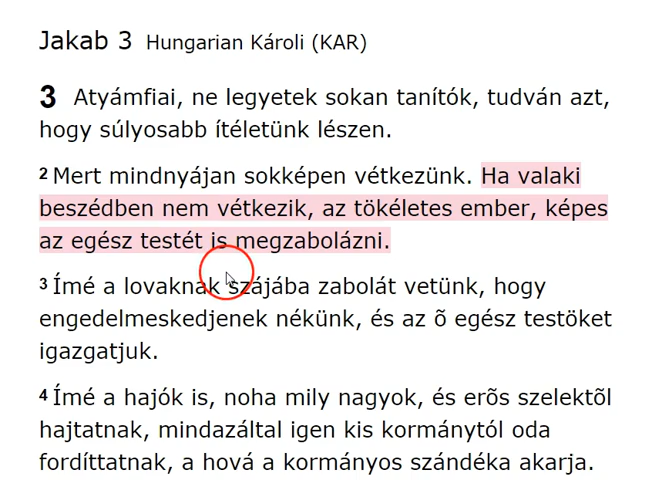 Jakab 3 Hungarian Károli (KAR)
3 Atyámfiai, ne legyetek sokan tanítók, tudván azt,
hogy súlyosabb ítéletünk lészen.
2 Mert mindnyájan sokképen vétkezünk. Ha valaki
beszédben nem vétkezik, az tökéletes ember, képes
az egész testét is megzabolázni.
3 Ímé a lovaknak szájába zabolát vetünk, hogy
engedelmeskedjenek nékünk, és az õ egész testöket
igazgatjuk.
4 Ímé a hajók is, noha mily nagyok, és erõs szelektõl
hajtatnak, mindazáltal igen kis kormánytól oda
fordíttatnak, a hová a kormányos szándéka akarja.